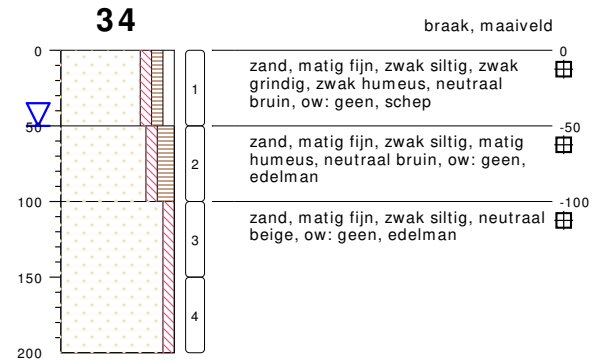 34
braak, maaiveld
0
0
zand, matig fijn, zwak siltig, zwak
grindig, zwak humeus, neutraal
bruin, ow: geen, schep
1
50
-50
zand, matig fijn, zwak siltig, matig
humeus, neutraal bruin, ow: geen,
edelman
2
100
-100
zand, matig fijn, zwak siltig, neutraal
beige, ow: geen, edelman
3
150
4
200